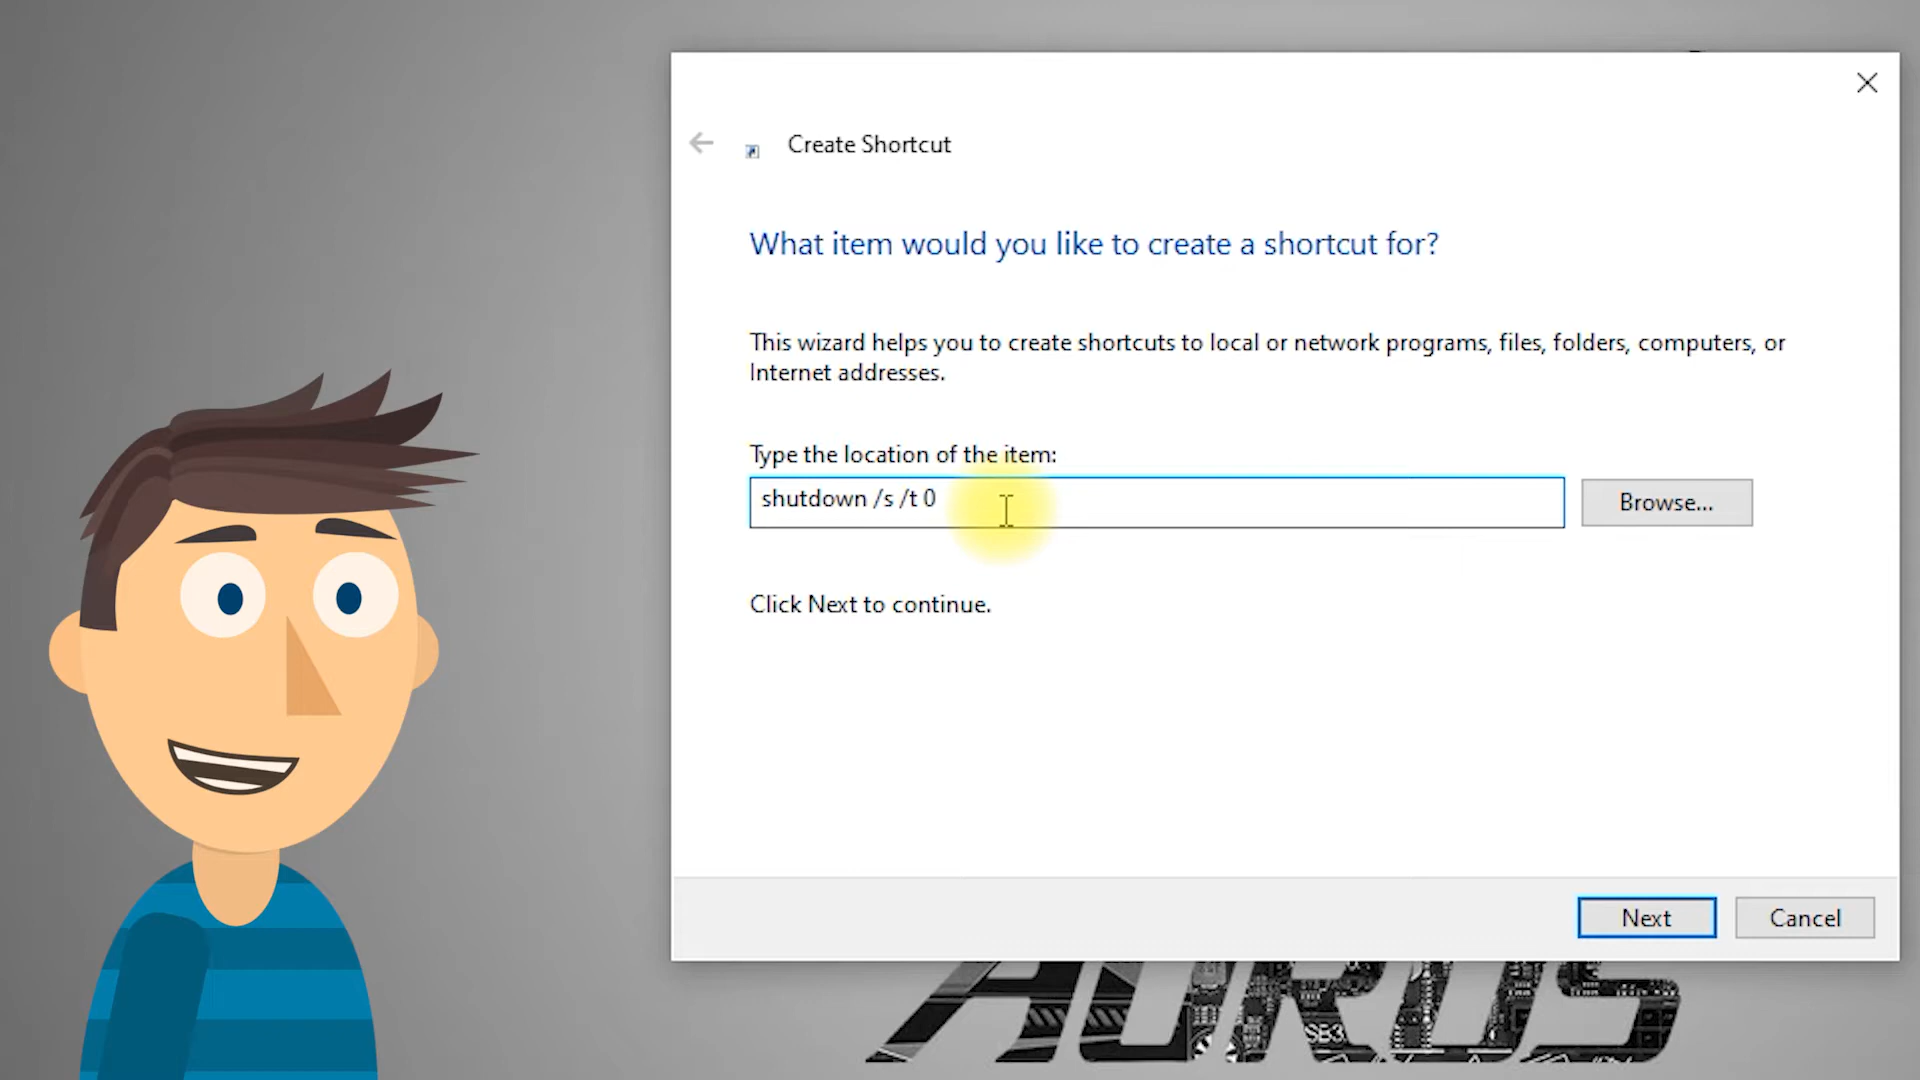 Create Shortcut
What item would you like to create a shortcut for?
This wizard helps you to create shortcuts to local or network programs, files, folders, computers, or
Internet addresses.
Type the location of the item:
shutdown /s /t 0
Browse...
Click Next to continue.
Next
Cancel
AORUS
SB3